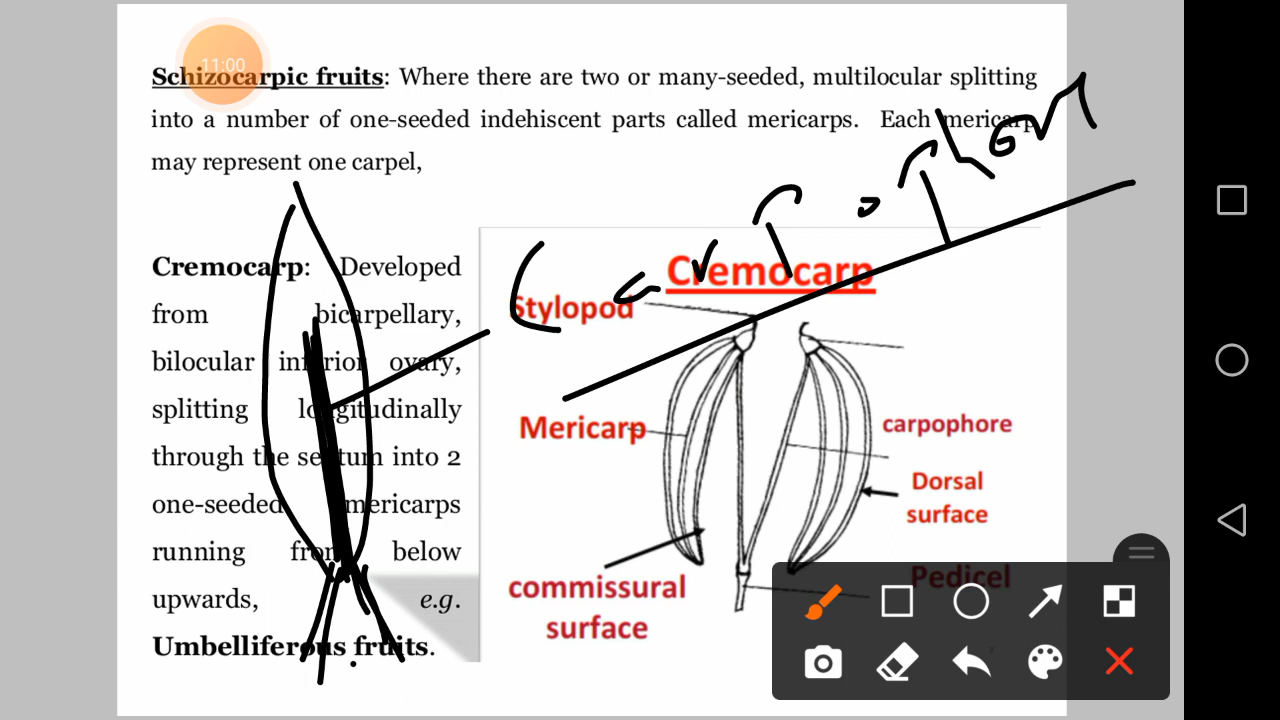 11:00
Schizocarpic fruits: Where there are two or many-seeded, multilocular splitting
into a number of one-seeded indehiscent parts called mericarps. Each mericarp
may represent one carpel,
Cremocarp: Developed
from bicarpellary,
bilocular inferior ovary,
splitting longitudinally
through the septum into 2
one-seeded mericarps
running from below
upwards, e.g.
Umbelliferous fruits.
Cremocarp
Stylopod
Mericarp
carpophore
Dorsal
surface
commissural
surface
Pedicel